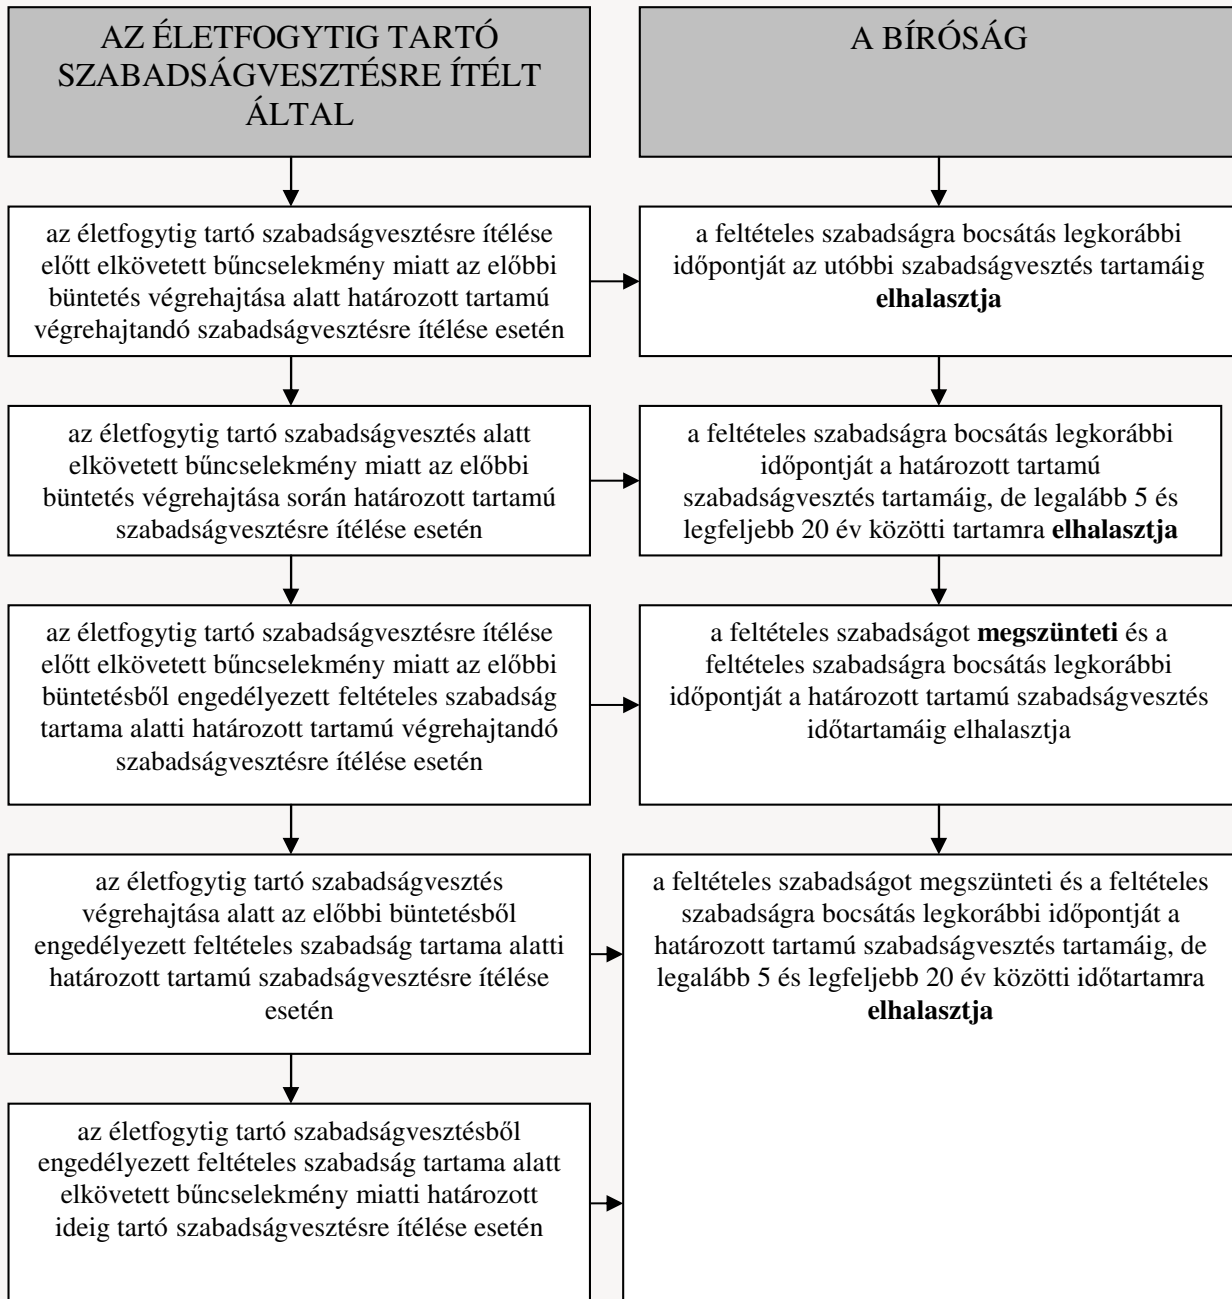 AZ ÉLETFOGYTIG TARTÓ
SZABADSÁGVESZTÉSRE ÍTÉLT
ÁLTAL
A BÍRÓSÁG
az életfogytig tartó szabadságvesztésre ítélése
előtt elkövetett bűncselekmény miatt az előbbi
büntetés végrehajtása alatt határozott tartamú
végrehajtandó szabadságvesztésre ítélése esetén
a feltételes szabadságra bocsátás legkorábbi
időpontját az utóbbi szabadságvesztés tartamáig
elhalasztja
az életfogytig tartó szabadságvesztés alatt
elkövetett bűncselekmény miatt az előbbi
büntetés végrehajtása során határozott tartamú
szabadságvesztésre ítélése esetén
a feltételes szabadságra bocsátás legkorábbi
időpontját a határozott tartamú
szabadságvesztés tartamáig, de legalább 5 és
legfeljebb 20 év közötti tartamra elhalasztja
az életfogytig tartó szabadságvesztésre ítélése
előtt elkövetett bűncselekmény miatt az előbbi
büntetésből engedélyezett feltételes szabadság
tartama alatti határozott tartamú végrehajtandó
szabadságvesztésre ítélése esetén
a feltételes szabadságot megszünteti és a
feltételes szabadságra bocsátás legkorábbi
időpontját a határozott tartamú szabadságvesztés
időtartamáig elhalasztja
az életfogytig tartó szabadságvesztés
végrehajtása alatt az előbbi büntetésből
engedélyezett feltételes szabadság tartama alatti
határozott tartamú szabadságvesztésre ítélése
esetén
a feltételes szabadságot megszünteti és a feltételes
szabadságra bocsátás legkorábbi időpontját a
határozott tartamú szabadságvesztés tartamáig, de
legalább 5 és legfeljebb 20 év közötti időtartamra
elhalasztja
az életfogytig tartó szabadságvesztésből
engedélyezett feltételes szabadság tartama alatt
elkövetett bűncselekmény miatti határozott
ideig tartó szabadságvesztésre ítélése esetén